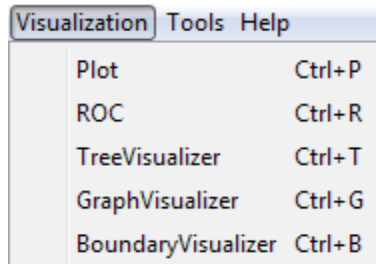 Visualization Tools Help
Plot Ctrl+P
ROC Ctrl+R
TreeVisualizer Ctrl+T
GraphVisualizer Ctrl+G
BoundaryVisualizer Ctrl+B